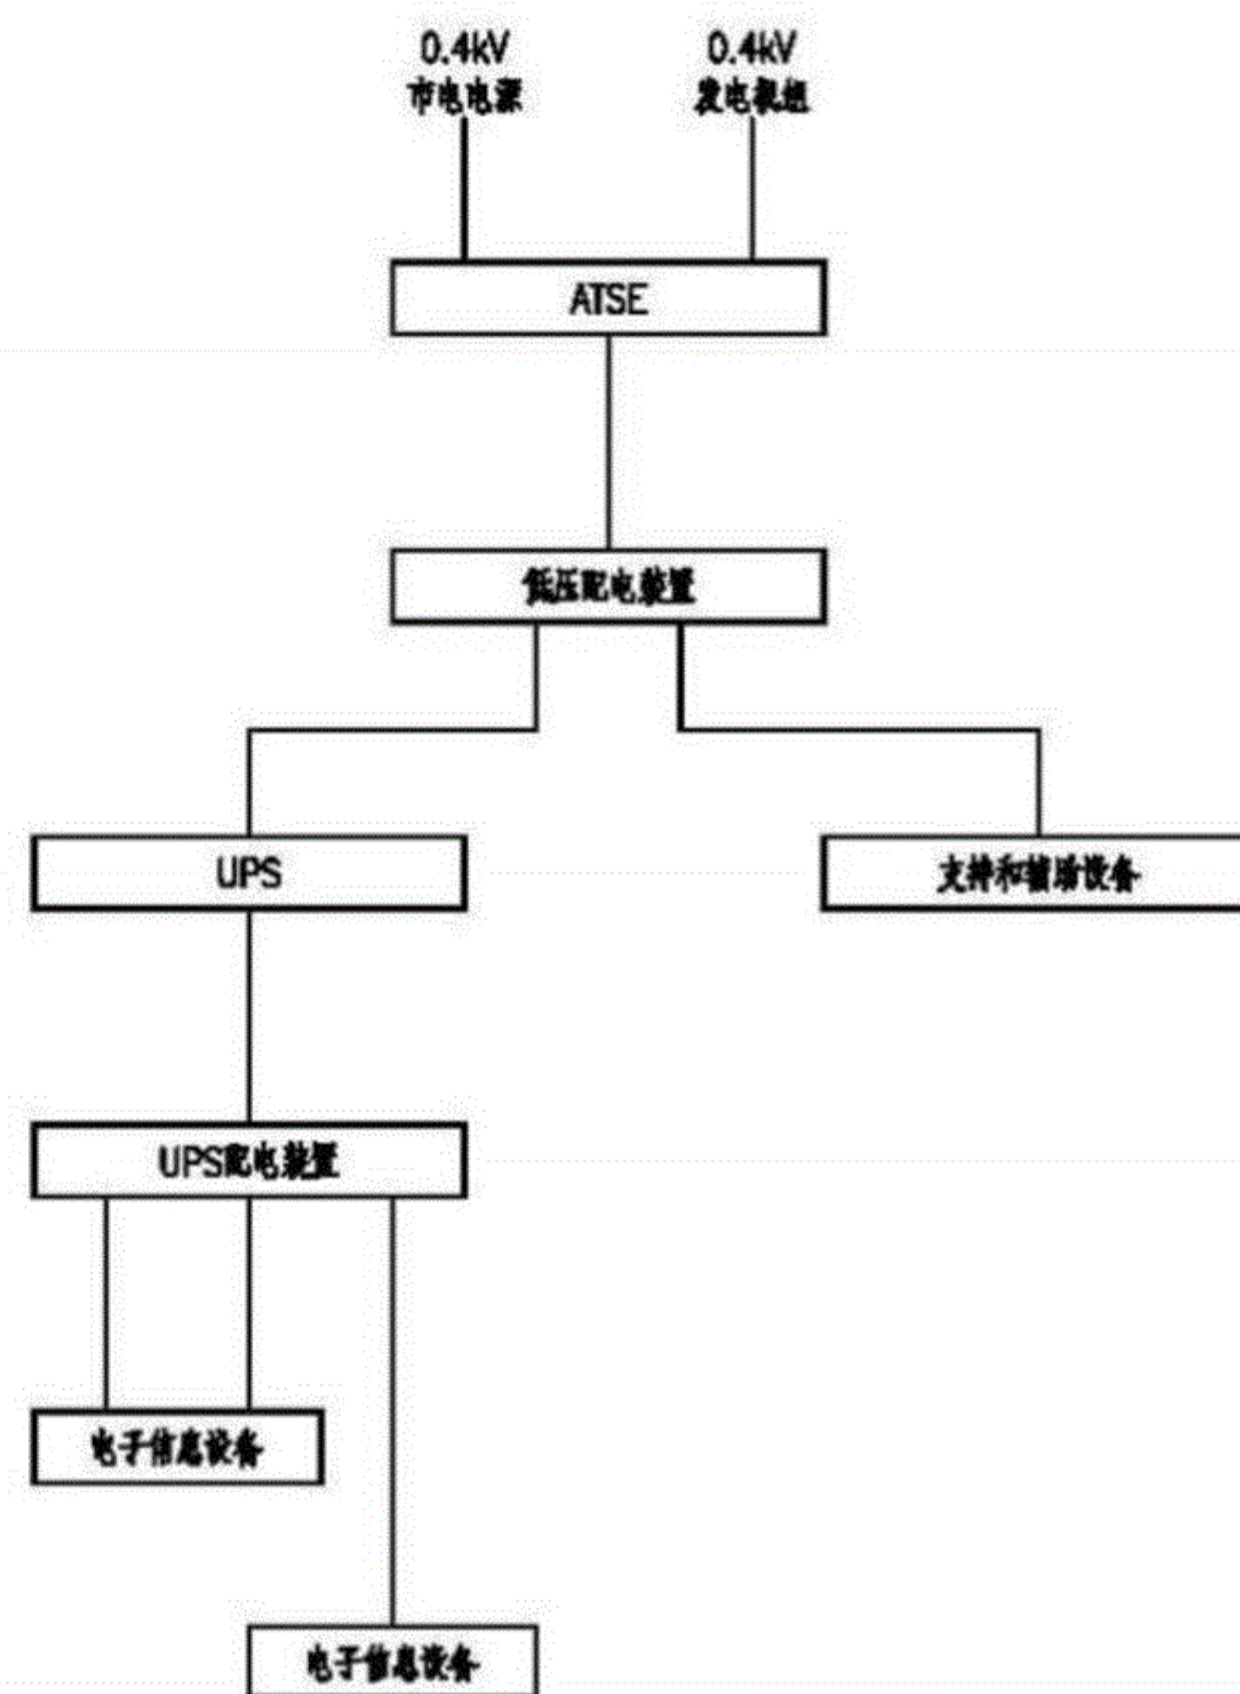 0.4kV
市电电源
0.4kV
发电机组
ATSE
低压配电装置
UPS
支持和辅助设备
UPS配电装置
电子信息设备
电子信息设备